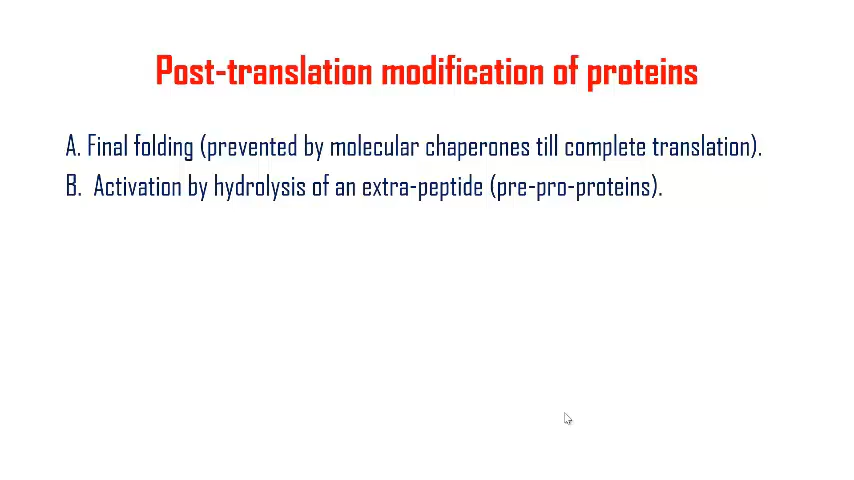 Post-translation modification of proteins
A. Final folding (prevented by molecular chaperones till complete translation).
B. Activation by hydrolysis of an extra-peptide (pre-pro-proteins).